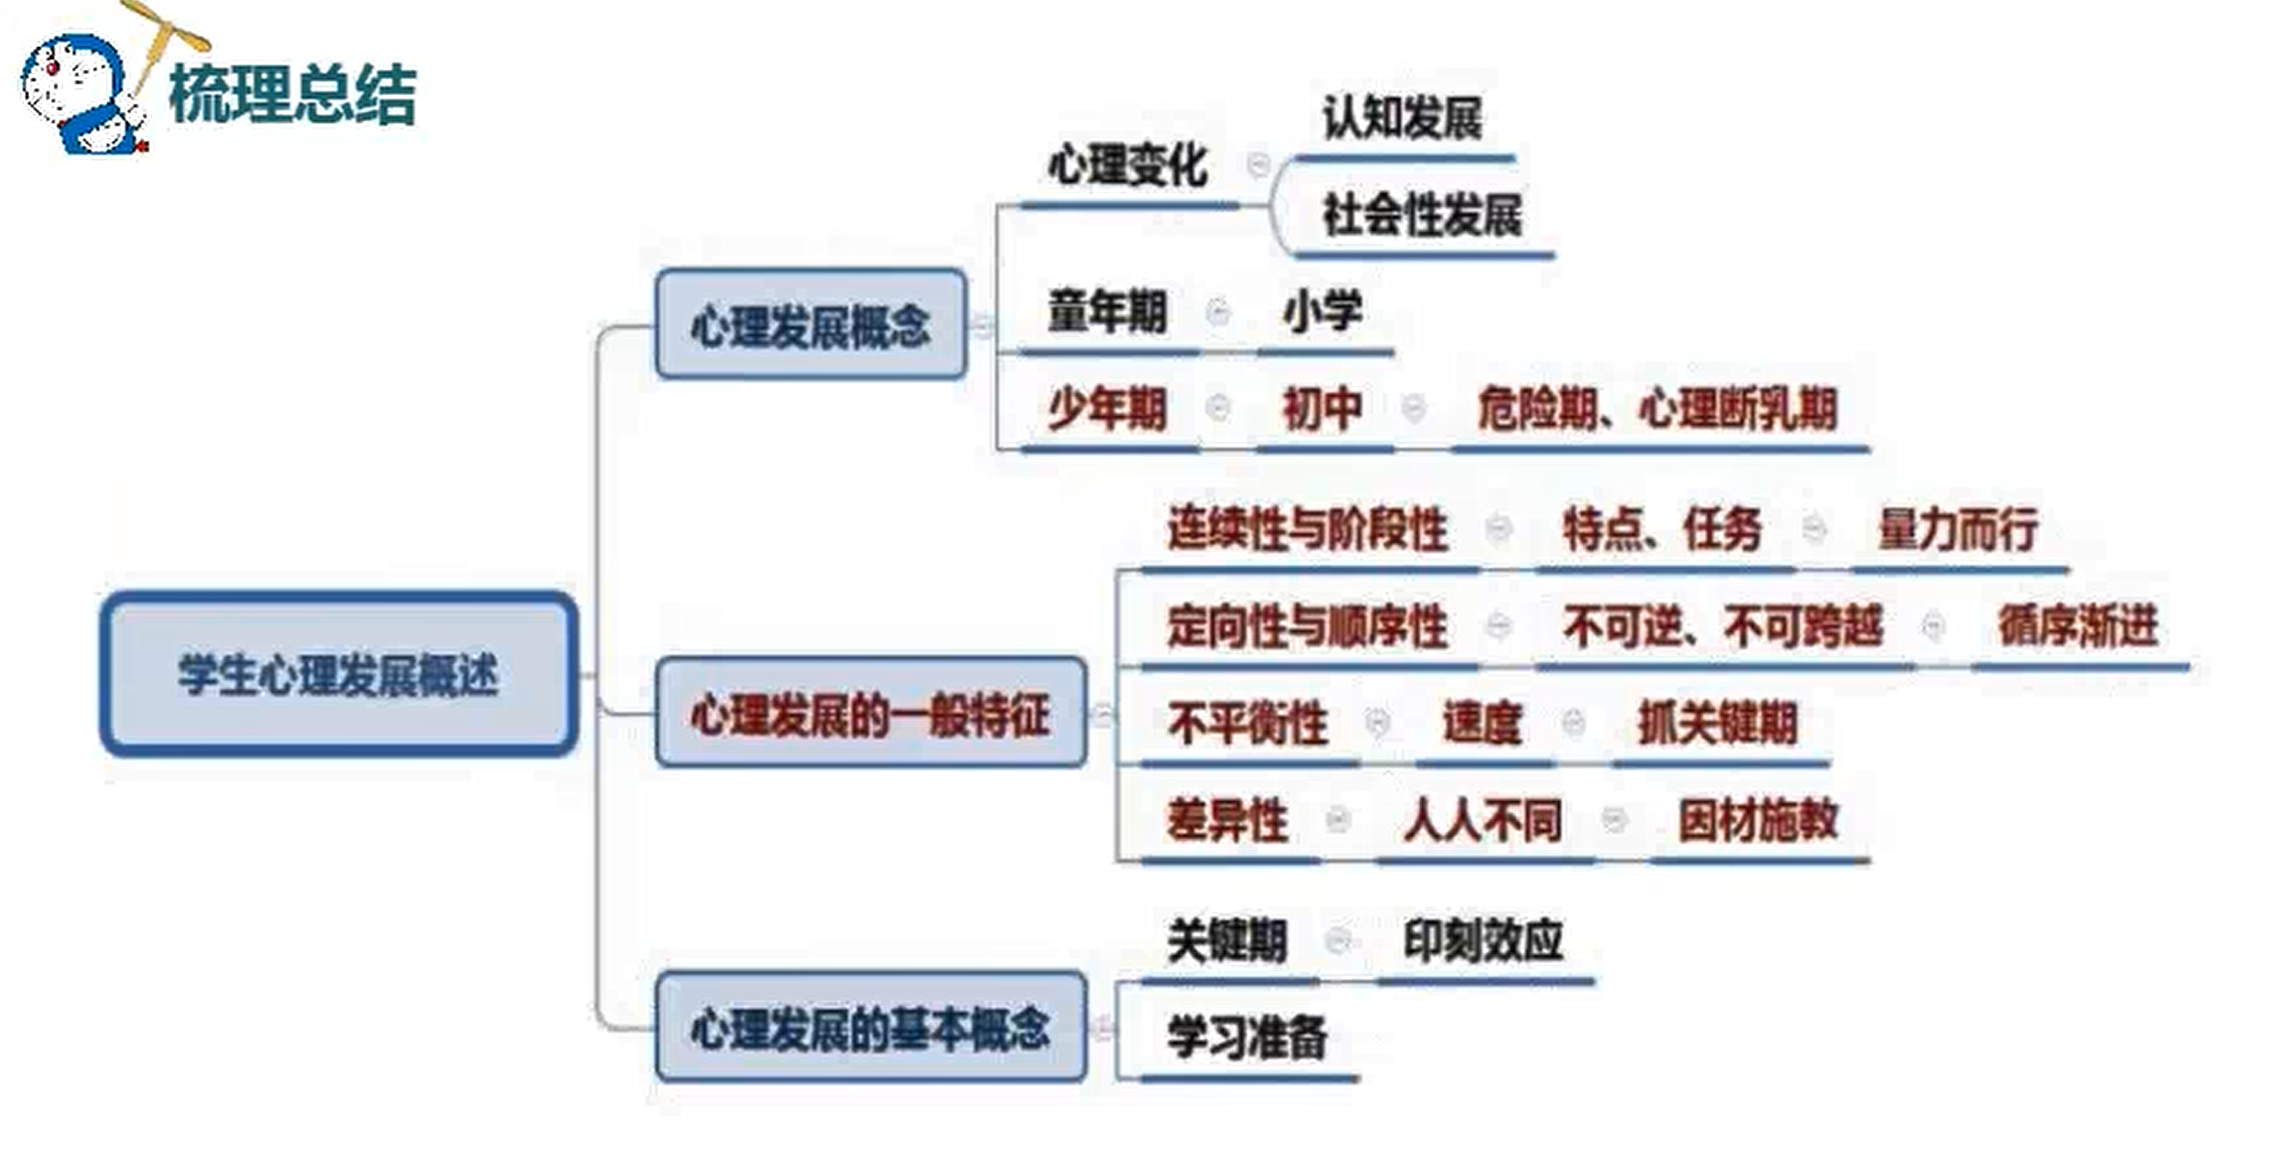 梳理总结
认知发展
心理变化
社会性发展
童年期 小学
心理发展概念
少年期 初中 危险期、心理断乳期
连续性与阶段性 特点、任务 量力而行
定向性与顺序性 不可逆、不可跨越 循序渐进
学生心理发展概述
心理发展的一般特征
不平衡性 速度 抓关键期
差异性 人人不同 因材施教
关键期 印刻效应
心理发展的基本概念
学习准备